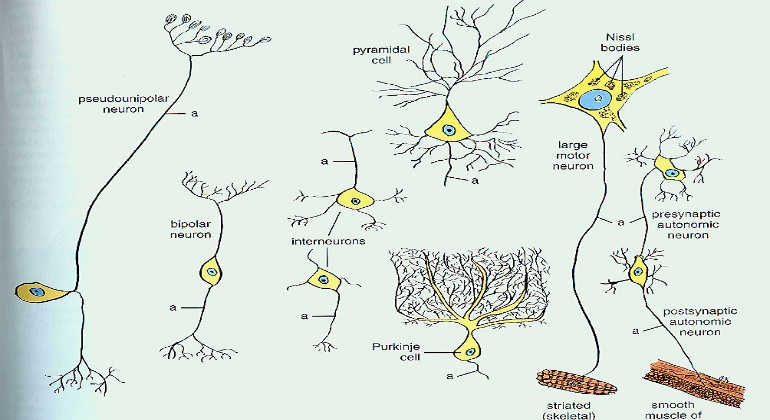 pseudounipolar
neuron
a
bipolar
neuron
a
pyramidal
cell
a
a
interneurons
a
Purkinje
cell
a
Nissl
bodies
large
motor
neuron
a
presynaptic
autonomic
neuron
postsynaptic
autonomic
neuron
a
striated
(skeletal)
smooth
muscle of